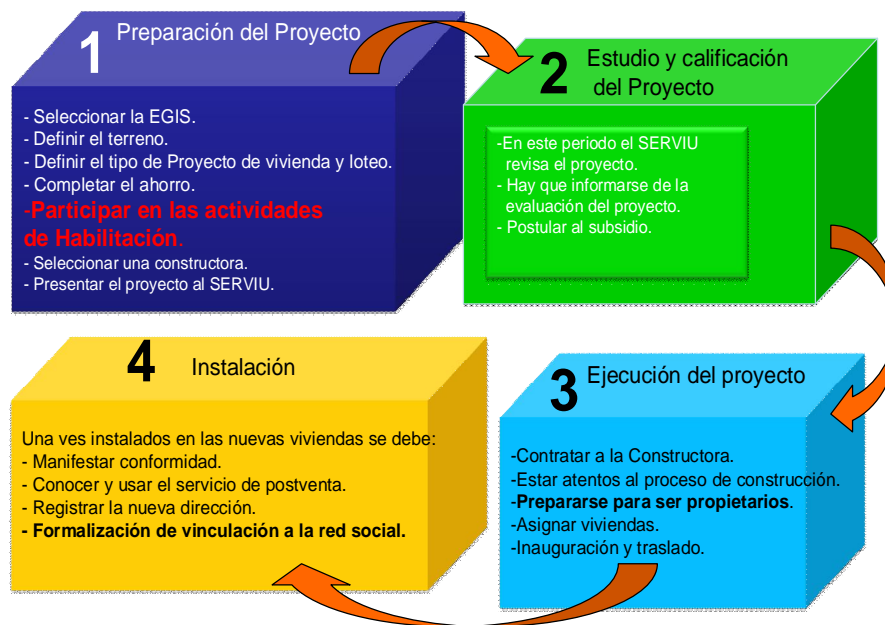 1 Preparación del Proyecto
- Seleccionar la EGIS.
- Definir el terreno.
- Definir el tipo de Proyecto de vivienda y loteo.
- Completar el ahorro.
-Participar en las actividades
de Habilitación.
- Seleccionar una constructora.
- Presentar el proyecto al SERVIU.
2 Estudio y calificación
del Proyecto
-En este periodo el SERVIU
revisa el proyecto.
- Hay que informarse de la
evaluación del proyecto.
- Postular al subsidio.
3 Ejecución del proyecto
-Contratar a la Constructora.
-Estar atentos al proceso de construcción.
-Prepararse para ser propietarios.
-Asignar viviendas.
-Inauguración y traslado.
4 Instalación
Una ves instalados en las nuevas viviendas se debe:
- Manifestar conformidad.
- Conocer y usar el servicio de postventa.
- Registrar la nueva dirección.
- Formalización de vinculación a la red social.